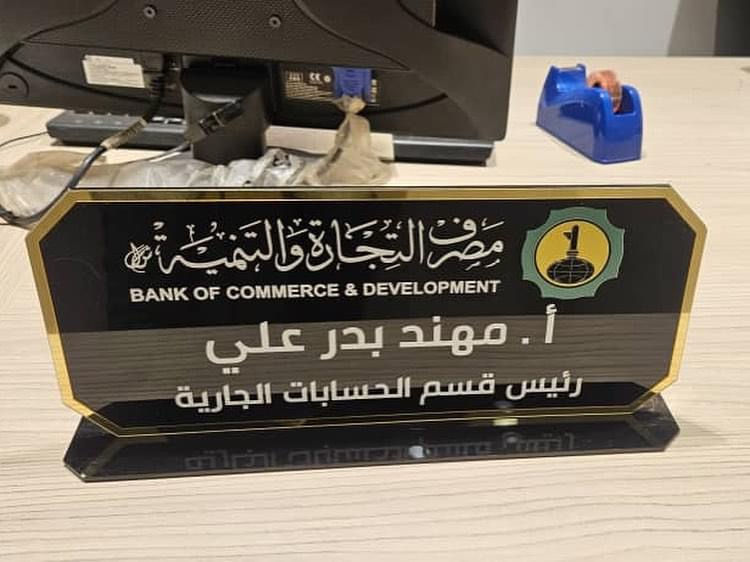 مصرف التجارة والتنمية
BANK OF COMMERCE & DEVELOPMENT
أ. مهند بدر علي
رئيس قسم الحسابات الجارية